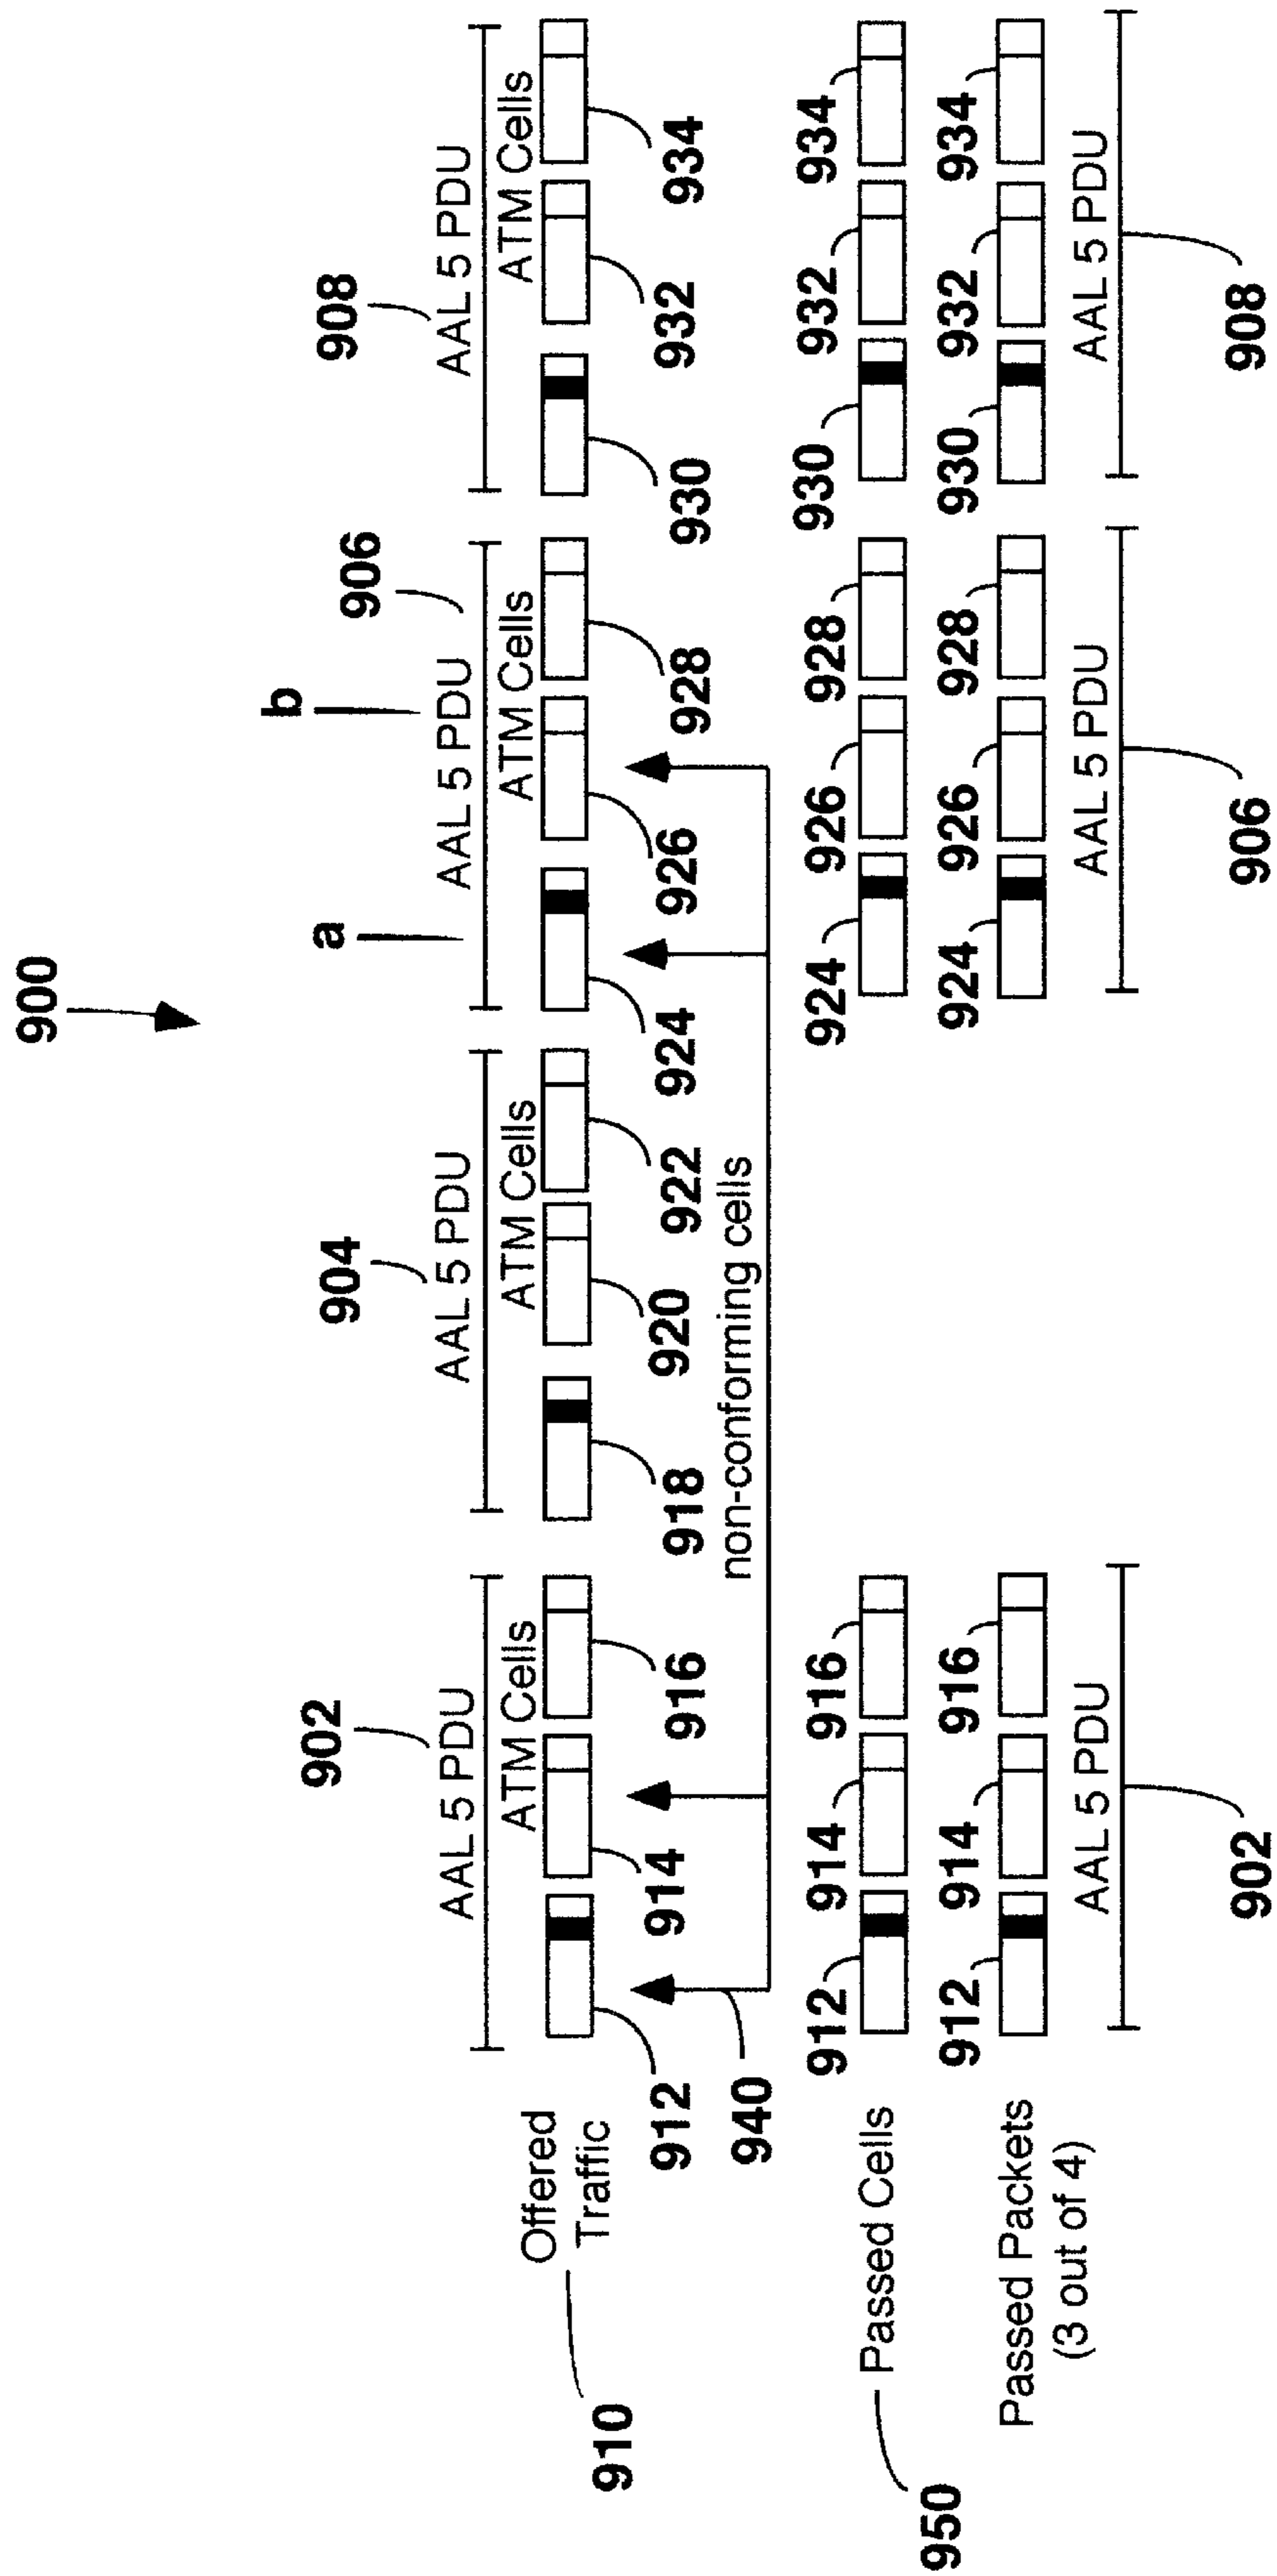 900
a
b
902
904
906
908
AAL 5 PDU
AAL 5 PDU
AAL 5 PDU
AAL 5 PDU
ATM Cells
ATM Cells
ATM Cells
ATM Cells
910
Offered
Traffic
912
914
916
918
920
922
924
926
928
930
932
934
940
non-conforming cells
950
Passed Cells
912
914
916
924
926
928
930
932
934
Passed Packets
(3 out of 4)
912
914
916
924
926
928
930
932
934
AAL 5 PDU
AAL 5 PDU
AAL 5 PDU
902
906
908